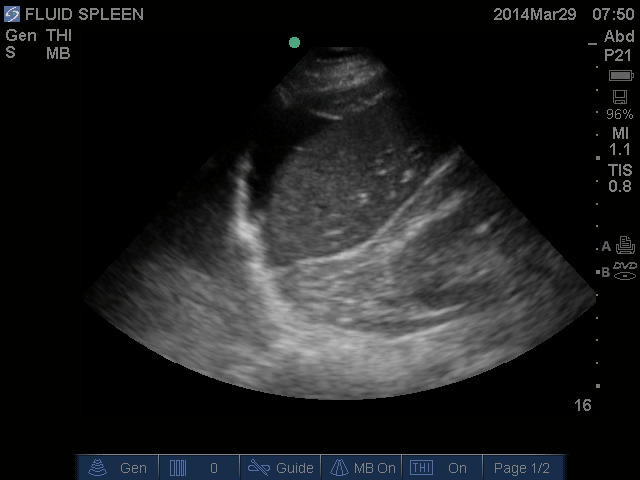 FLUID SPLEEN
2014Mar29 07:50
Gen THI
S MB
Abd
P21
96%
MI
1.1
TIS
0.8
A
B DVD
16
Gen
0
Guide
MB On
THI On
Page 1/2